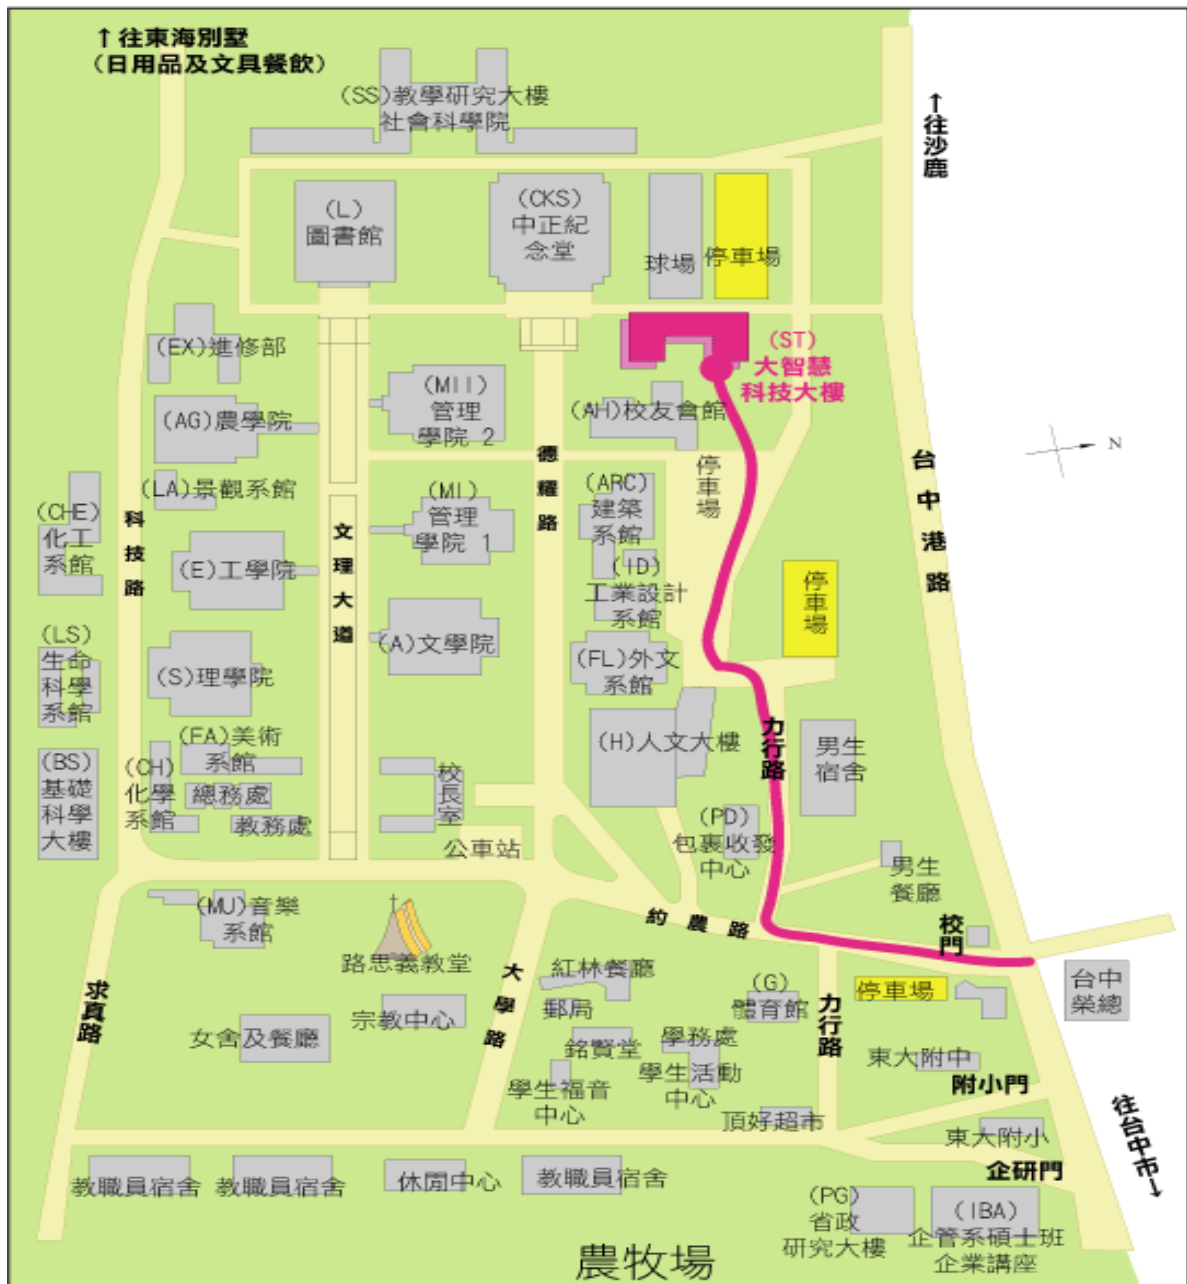 ↑往東海別墅
（日用品及文具餐飲）
(SS)教學研究大樓
社會科學院
↑往沙鹿
(L)
圖書館
(CKS)
中正紀
念堂
球場
停車場
(ST)
大智慧
科技大樓
(EX)進修部
(MII)
管理
學院 2
(AH)校友會館
(AG)農學院
德耀路
停車場
台中港路
N
(LA)景觀系館
(CHE)
化工
系館
科技路
文理大道
(MI)
管理
學院 1
(ARC)
建築
系館
(E)工學院
(ID)
工業設計
系館
停車場
(LS)
生命
科學
系館
(S)理學院
(A)文學院
(FL)外文
系館
(FA)美術
系館
(H)人文大樓
力行路
男生
宿舍
(BS)
基礎
科學
大樓
(CH)
化學
系館
總務處
教務處
校長室
公車站
(PD)
包裹收發
中心
男生
餐廳
(MU)音樂
系館
約農路
校門
路思義教堂
大學路
紅林餐廳
郵局
(G)
體育館
停車場
台中
榮總
求真路
宗教中心
女舍及餐廳
銘賢堂
學務處
學生活動
中心
力行路
東大附中
學生福音
中心
附小門
頂好超市
東大附小
往台中市↓
企研門
教職員宿舍
教職員宿舍
休閒中心
教職員宿舍
(PG)
省政
研究大樓
(IBA)
企管系碩士班
企業講座
農牧場